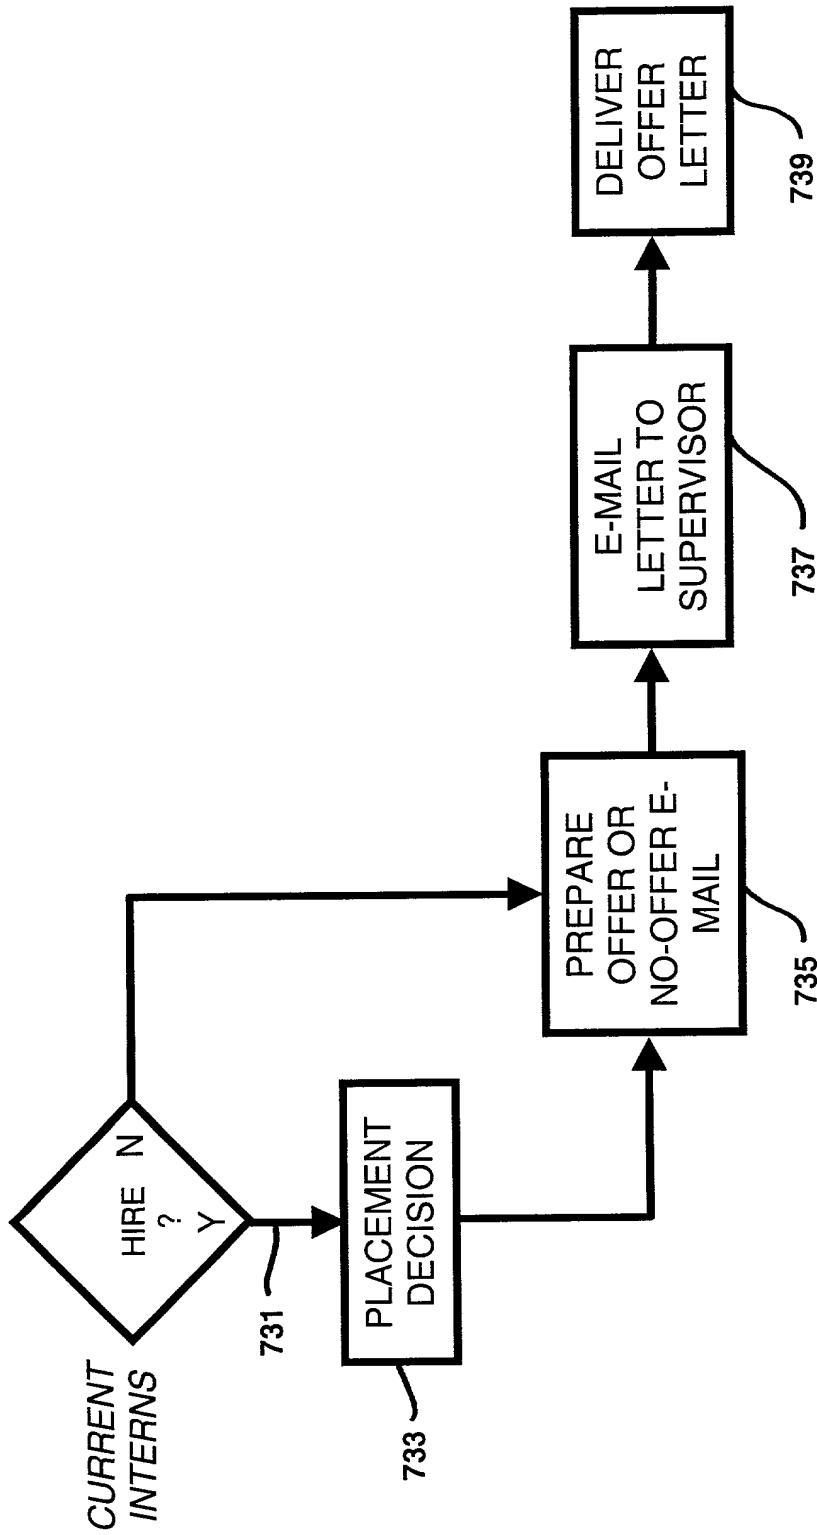 CURRENT
INTERNS
HIRE N
?
Y
731
PLACEMENT
DECISION
733
PREPARE
OFFER OR
NO-OFFER E-
MAIL
735
E-MAIL
LETTER TO
SUPERVISOR
737
DELIVER
OFFER
LETTER
739